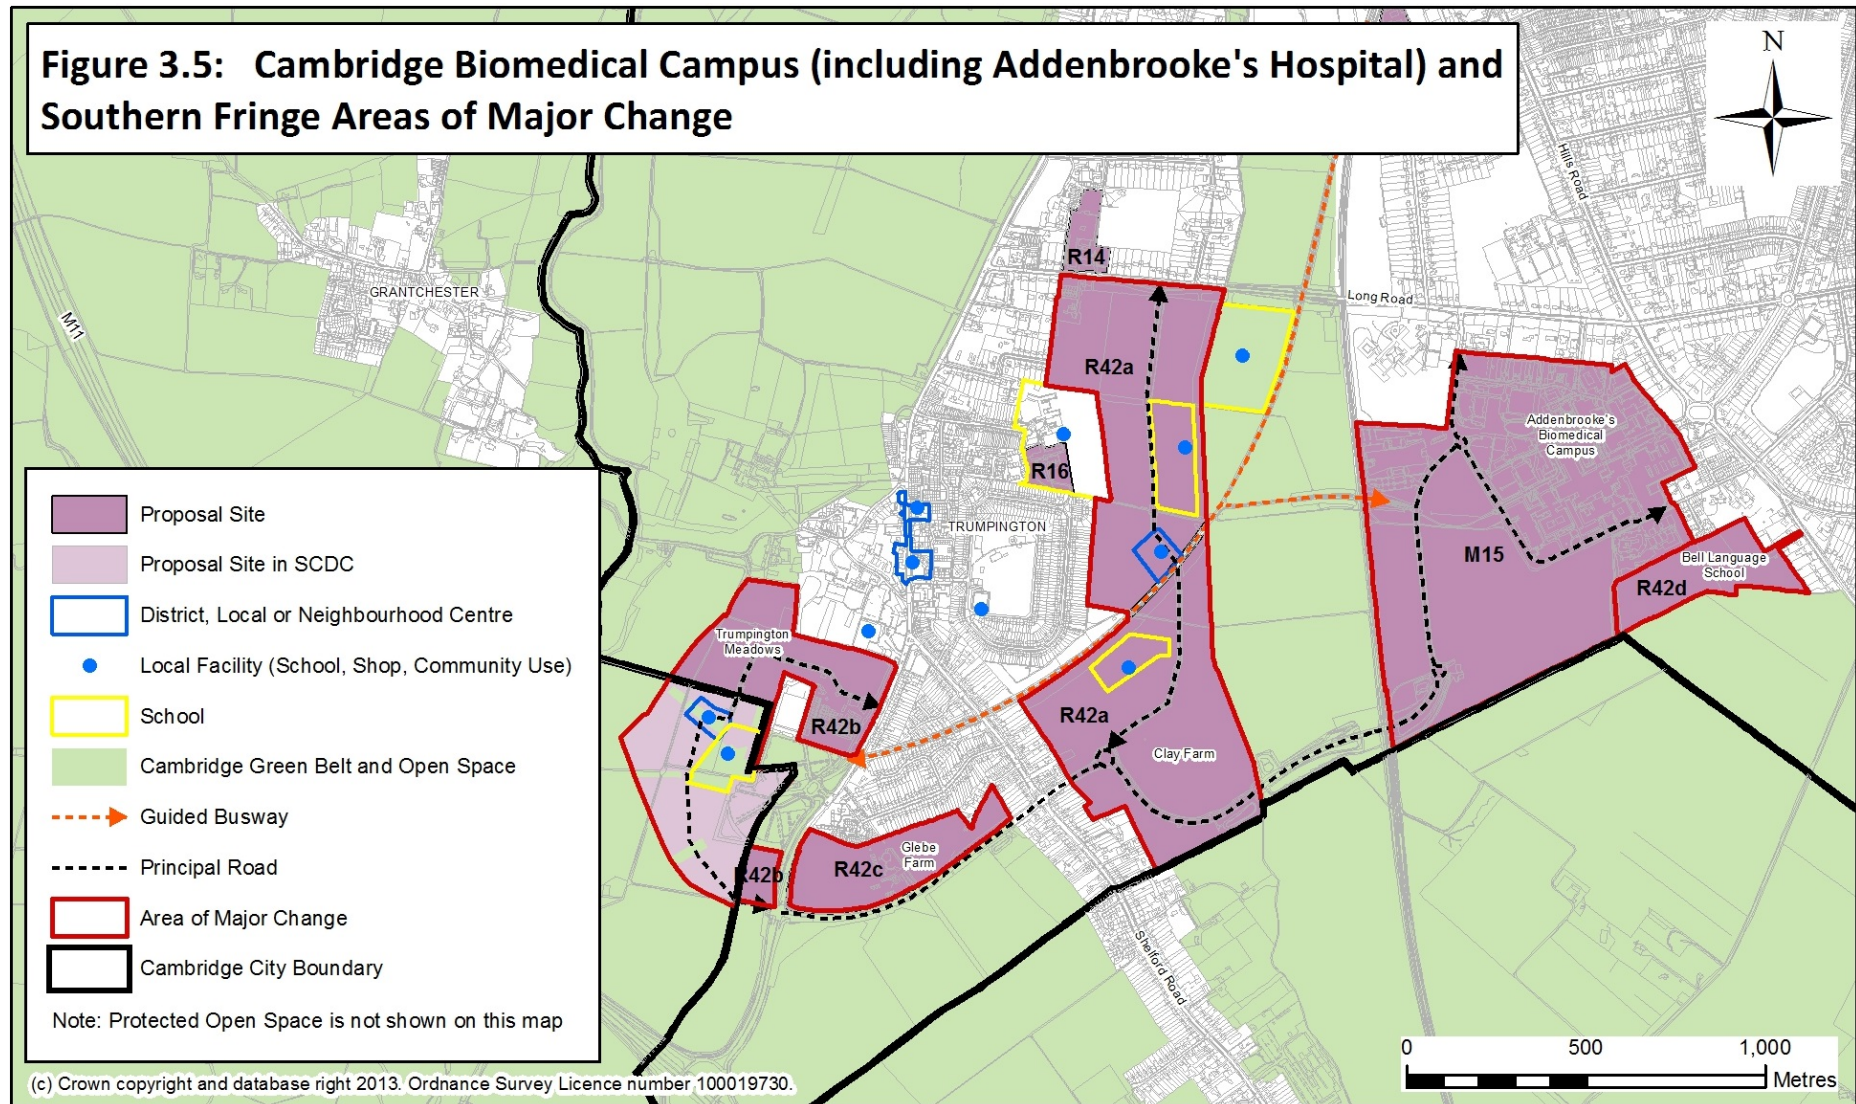 Figure 3.5: Cambridge Biomedical Campus (including Addenbrooke's Hospital) and
Southern Fringe Areas of Major Change
N
Hills Road
M11
GRANTCHESTER
R14
Long Road
R42a
Addenbrooke's
Biomedical
Campus
R16
TRUMPINGTON
M15
Bell Language
School
R42d
Trumpington
Meadows
R42b
R42a
Clay Farm
R42b
R42c
Glebe
Farm
Shelford Road
Proposal Site
Proposal Site in SCDC
District, Local or Neighbourhood Centre
Local Facility (School, Shop, Community Use)
School
Cambridge Green Belt and Open Space
Guided Busway
Principal Road
Area of Major Change
Cambridge City Boundary
Note: Protected Open Space is not shown on this map
0 500 1,000
Metres
(c) Crown copyright and database right 2013. Ordnance Survey Licence number 100019730.